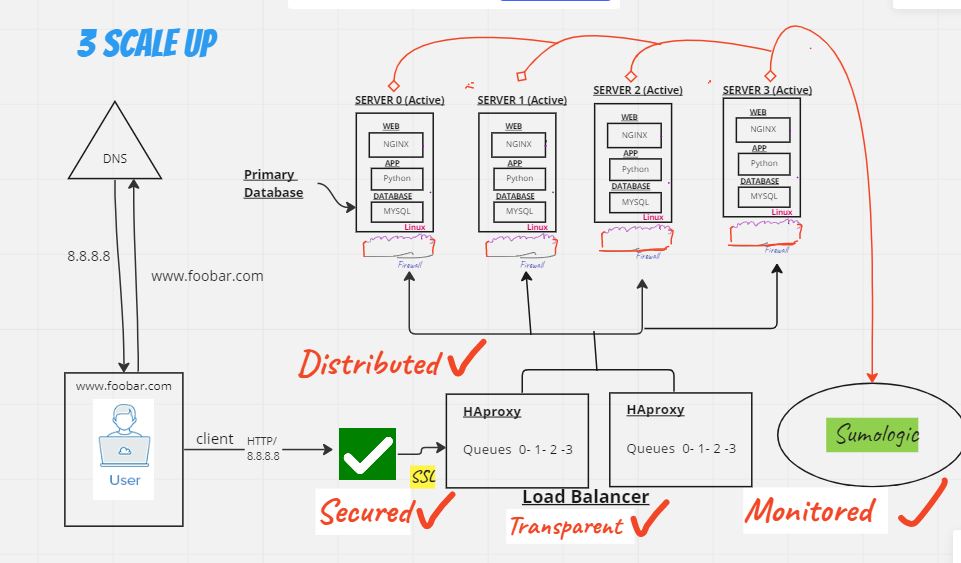 3 SCALE UP
SERVER 0 (Active)
SERVER 1 (Active)
SERVER 2 (Active)
SERVER 3 (Active)
WEB
NGINX
APP
Python
DATABASE
MYSQL
Linux
Firewall
WEB
NGINX
APP
Python
DATABASE
MYSQL
Linux
Firewall
WEB
NGINX
APP
Python
DATABASE
MYSQL
Linux
Firewall
WEB
NGINX
APP
Python
DATABASE
MYSQL
Linux
Firewall
DNS
Primary
Database
8.8.8.8
www.foobar.com
Distributed
www.foobar.com
User
client
HTTP/
8.8.8.8
SSL
Secured
HAproxy
Queues 0- 1- 2 -3
HAproxy
Queues 0- 1- 2 -3
Load Balancer
Transparent
Sumologic
Monitored